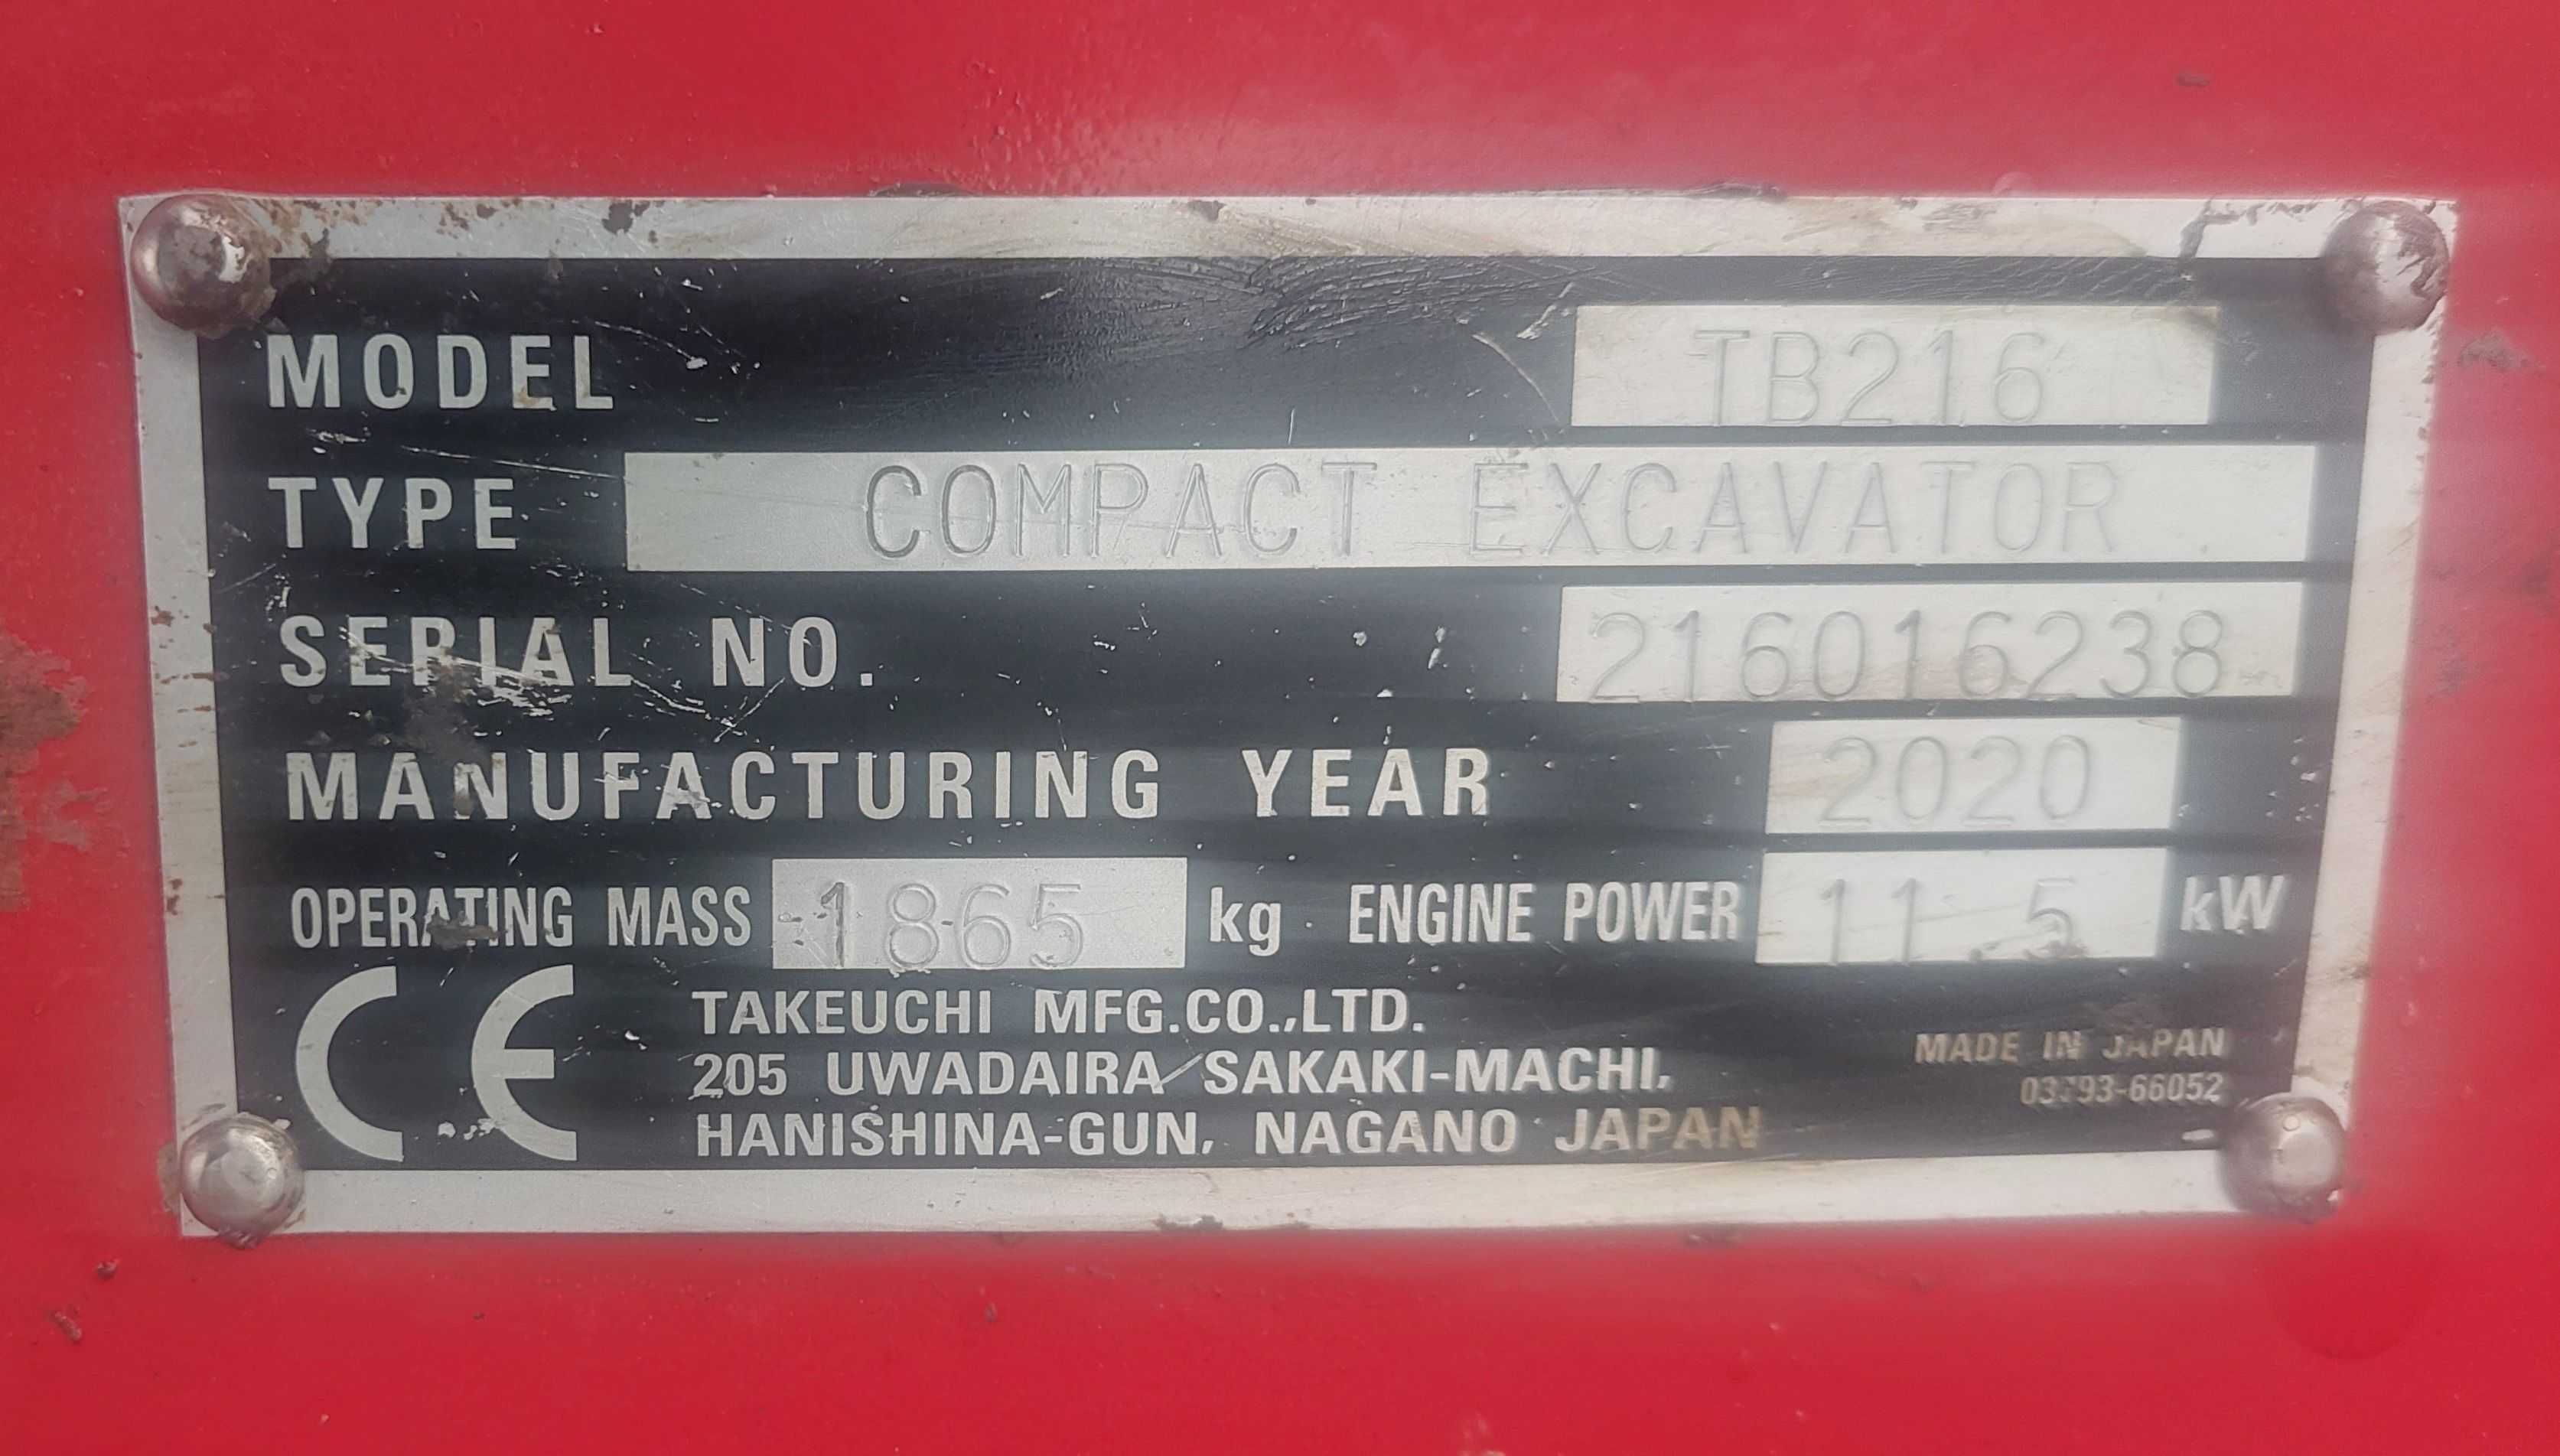 MODEL TB216
TYPE COMPACT EXCAVATOR
SERIAL NO. 216016238
MANUFACTURING YEAR 2020
OPERATING MASS 1865 kg ENGINE POWER 11.5 kW
CE TAKEUCHI MFG.CO.,LTD.
205 UWADAIRA SAKAKI-MACHI,
HANISHINA-GUN, NAGANO JAPAN
MADE IN JAPAN